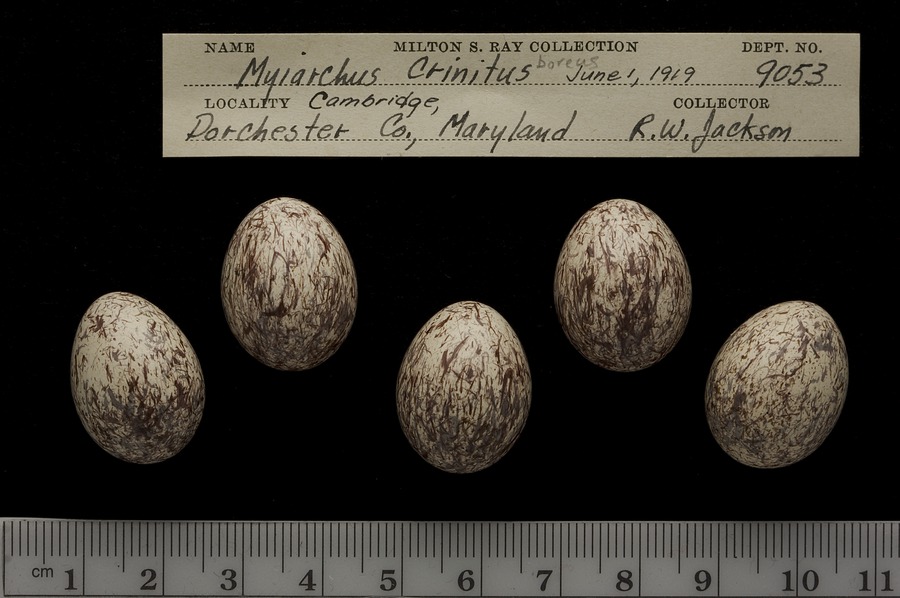 NAME MILTON S. RAY COLLECTION DEPT. NO.
Myiarchus Crinitus boreus June 1, 1919 9053
LOCALITY Cambridge, COLLECTOR
Dorchester Co., Maryland R.W. Jackson
cm 1 2 3 4 5 6 7 8 9 10 11